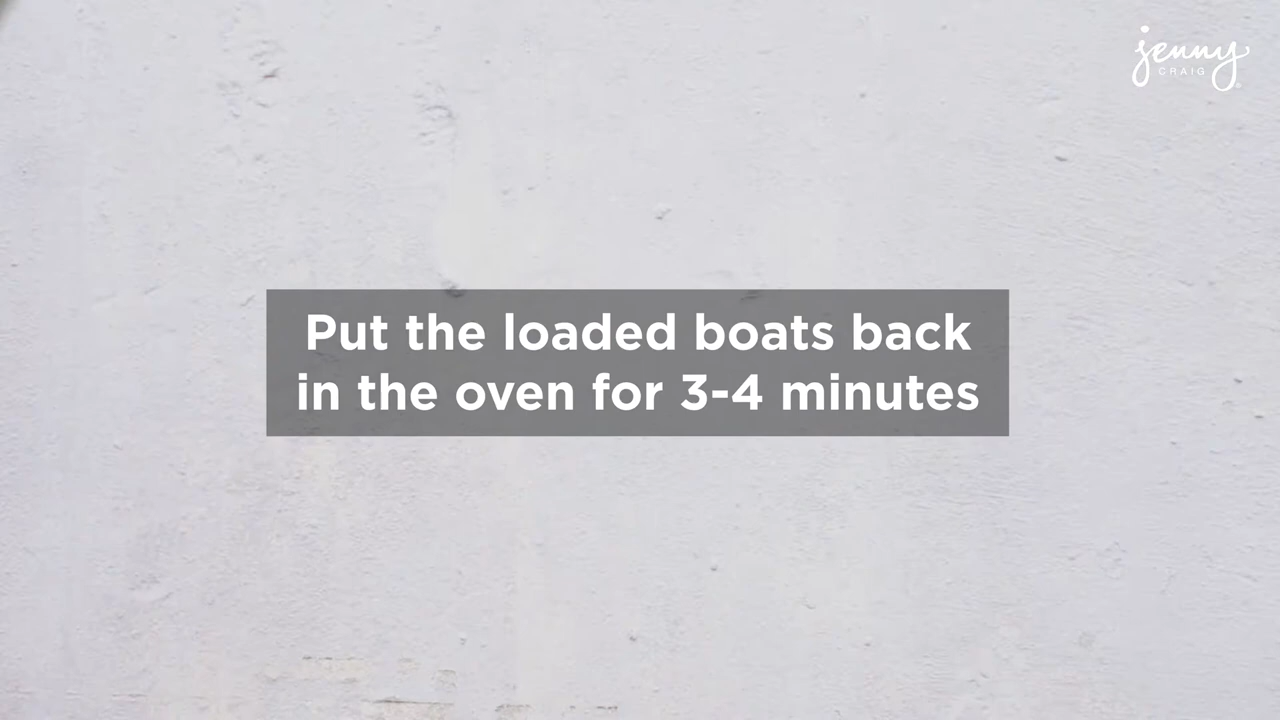 jenny
CRAIG
Put the loaded boats back
in the oven for 3-4 minutes